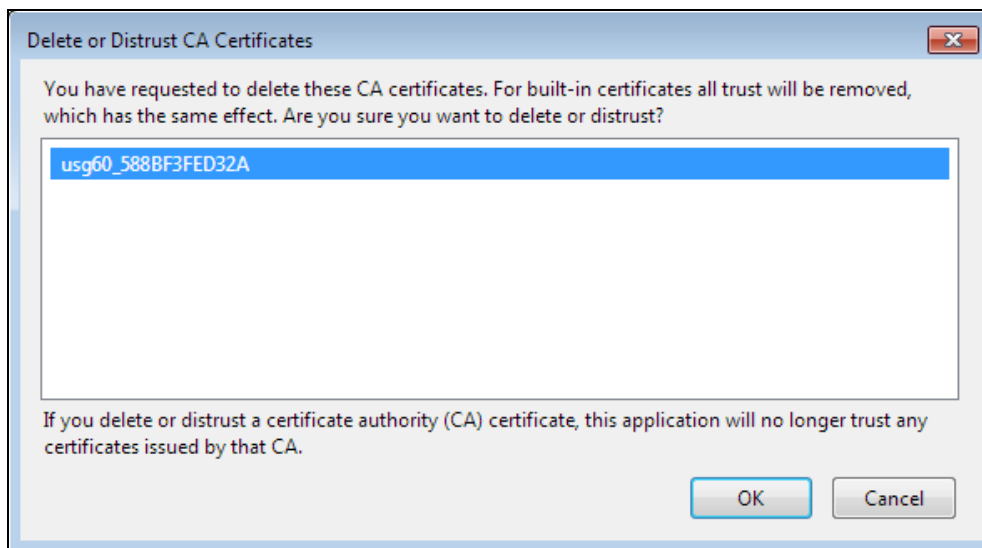 Delete or Distrust CA Certificates
You have requested to delete these CA certificates. For built-in certificates all trust will be removed,
which has the same effect. Are you sure you want to delete or distrust?
usg60_588BF3FED32A
If you delete or distrust a certificate authority (CA) certificate, this application will no longer trust any
certificates issued by that CA.
OK Cancel